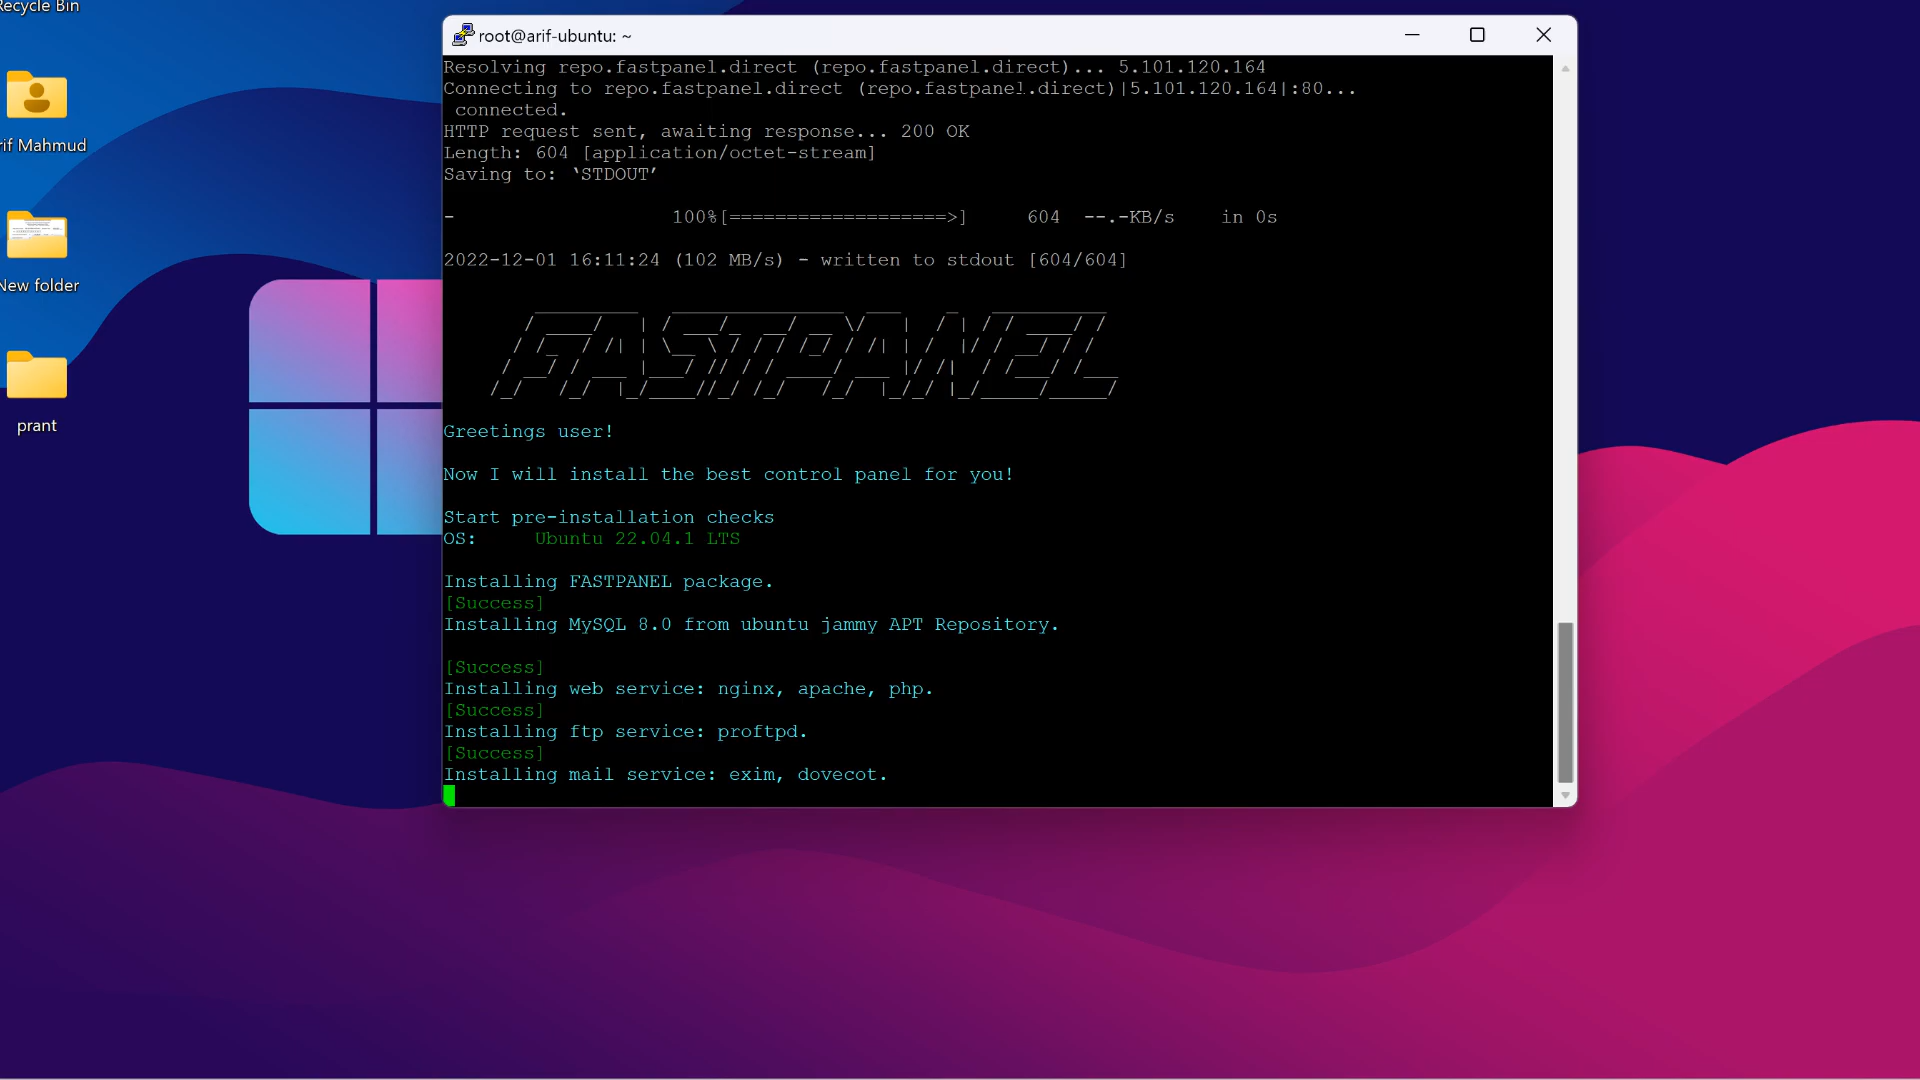 Recycle Bin
rif Mahmud
New folder
prant
root@arif-ubuntu: ~
Resolving repo.fastpanel.direct (repo.fastpanel.direct)... 5.101.120.164
Connecting to repo.fastpanel.direct (repo.fastpanel.direct)|5.101.120.164|:80...
connected.
HTTP request sent, awaiting response... 200 OK
Length: 604 [application/octet-stream]
Saving to: ‘STDOUT’
- 100%[===================>] 604 --.-KB/s in 0s
2022-12-01 16:11:24 (102 MB/s) - written to stdout [604/604]
FASTPANEL
Greetings user!
Now I will install the best control panel for you!
Start pre-installation checks
OS: Ubuntu 22.04.1 LTS
Installing FASTPANEL package.
[Success]
Installing MySQL 8.0 from ubuntu jammy APT Repository.
[Success]
Installing web service: nginx, apache, php.
[Success]
Installing ftp service: proftpd.
[Success]
Installing mail service: exim, dovecot.